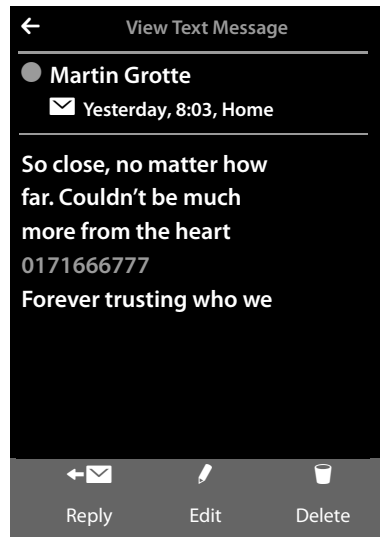 View Text Message
Martin Grotte
Yesterday, 8:03, Home
So close, no matter how
far. Couldn’t be much
more from the heart
0171666777
Forever trusting who we
Reply Edit Delete